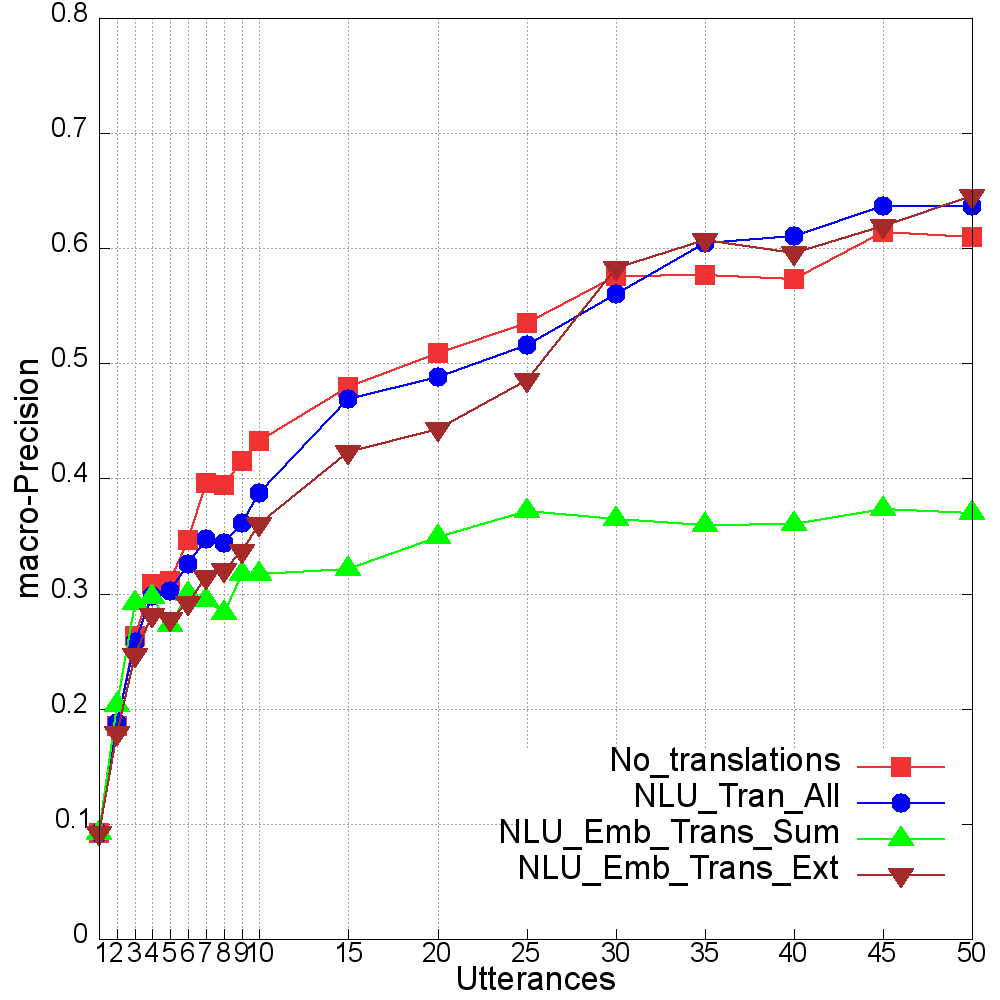 0.8
0.7
0.6
0.5
0.4
0.3
0.2
0.1
0
macro-Precision
No_translations
NLU_Tran_All
NLU_Emb_Trans_Sum
NLU_Emb_Trans_Ext
1 2 3 4 5 6 7 8 9 10 15 20 25 30 35 40 45 50
Utterances